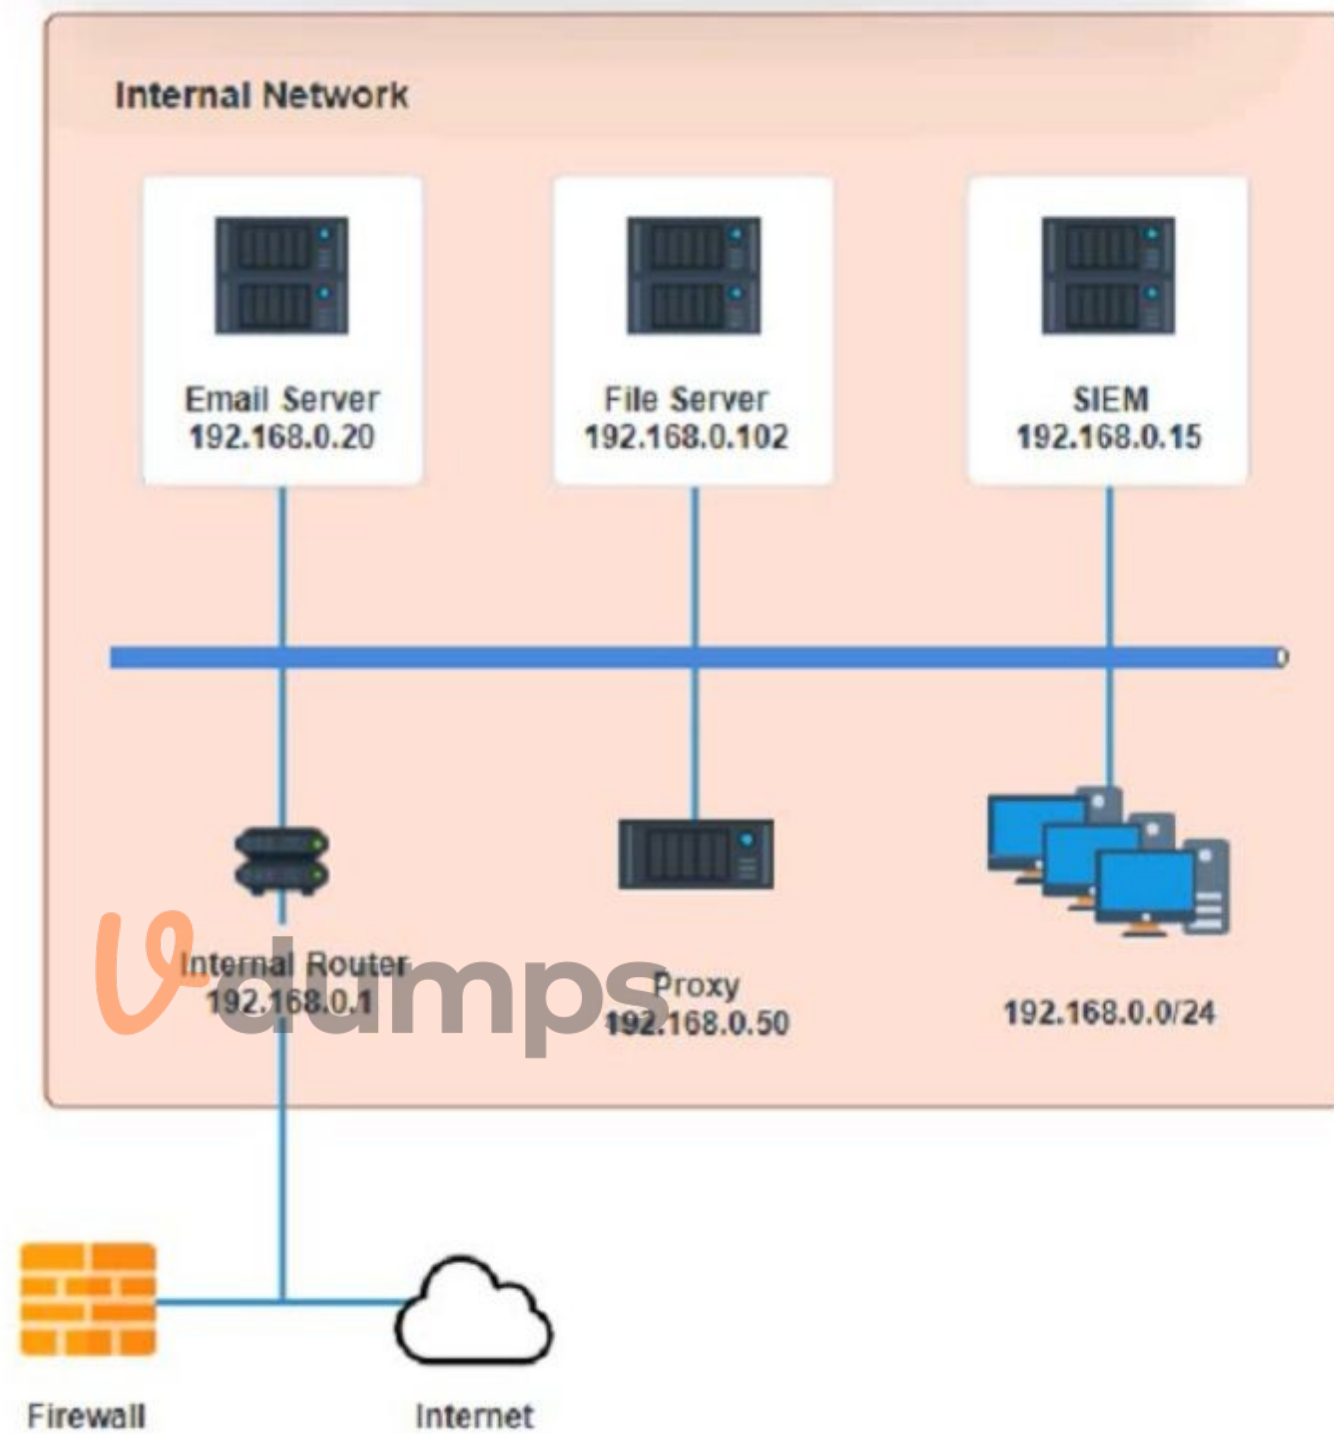 Internal Network
Email Server
192.168.0.20
File Server
192.168.0.102
SIEM
192.168.0.15
Internal Router
192.168.0.1
Proxy
192.168.0.50
192.168.0.0/24
Vdumps
Firewall
Internet